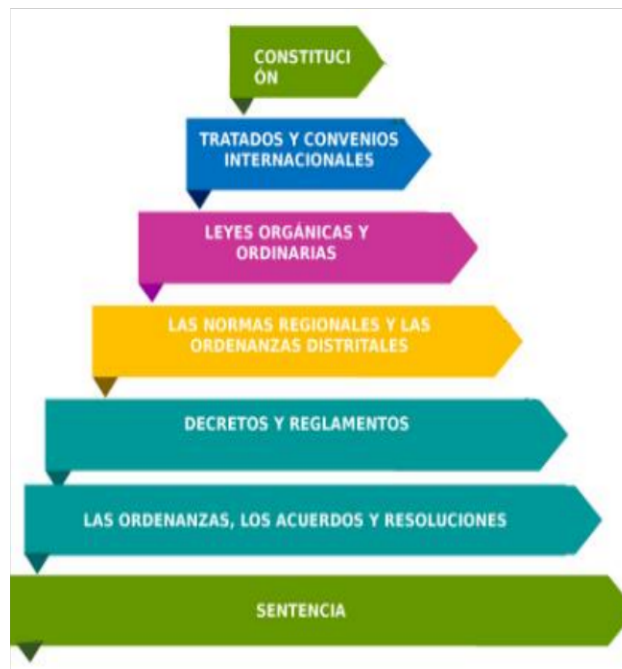 CONSTITUCI
ÓN
TRATADOS Y CONVENIOS
INTERNACIONALES
LEYES ORGÁNICAS Y
ORDINARIAS
LAS NORMAS REGIONALES Y LAS
ORDENANZAS DISTRITALES
DECRETOS Y REGLAMENTOS
LAS ORDENANZAS, LOS ACUERDOS Y RESOLUCIONES
SENTENCIA